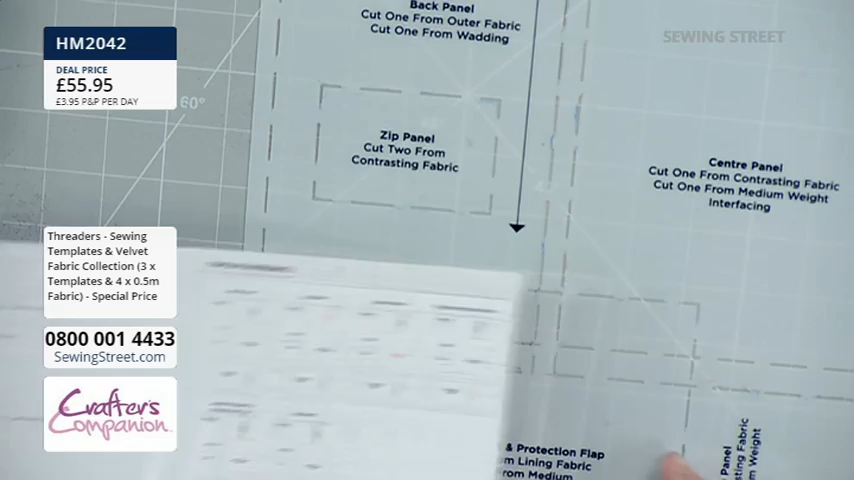 HM2042
DEAL PRICE
£55.95
£3.95 P&P PER DAY
Threaders - Sewing
Templates & Velvet
Fabric Collection (3 x
Templates & 4 x 0.5m
Fabric) - Special Price
0800 001 4433
SewingStreet.com
Crafter's
Companion
SEWING STREET
60°
Back Panel
Cut One From Outer Fabric
Cut One From Wadding
Zip Panel
Cut Two From
Contrasting Fabric
Centre Panel
Cut One From Contrasting Fabric
Cut One From Medium Weight
Interfacing
& Protection Flap
m Lining Fabric
rom Medium
Panel
sting Fabric
Weight